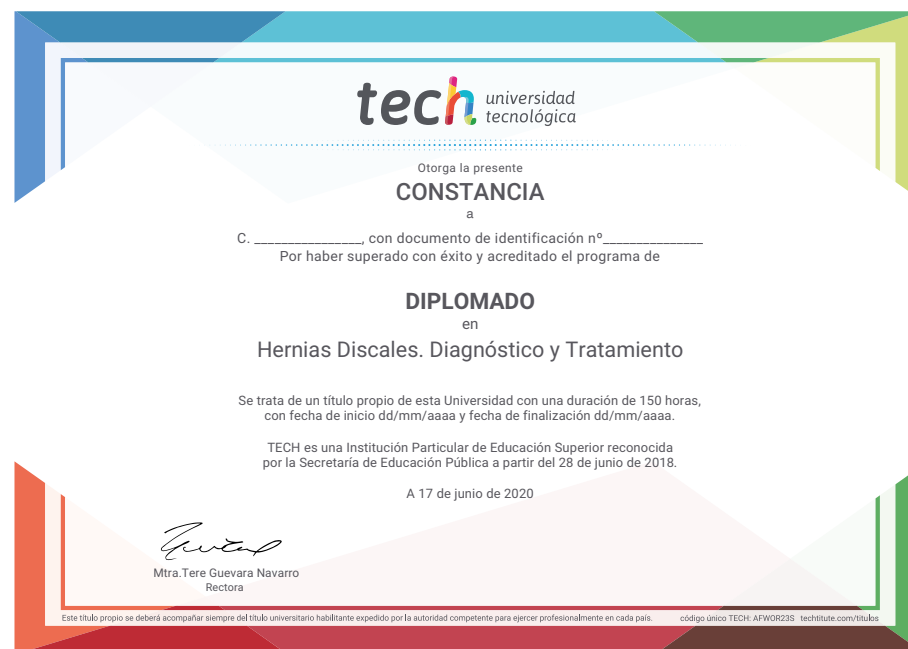 tech universidad
tecnológica
Otorga la presente
CONSTANCIA
a
C. ________________, con documento de identificación nº_______________
Por haber superado con éxito y acreditado el programa de
DIPLOMADO
en
Hernias Discales. Diagnóstico y Tratamiento
Se trata de un título propio de esta Universidad con una duración de 150 horas,
con fecha de inicio dd/mm/aaaa y fecha de finalización dd/mm/aaaa.
TECH es una Institución Particular de Educación Superior reconocida
por la Secretaría de Educación Pública a partir del 28 de junio de 2018.
A 17 de junio de 2020
Mtra.Tere Guevara Navarro
Rectora
Este título propio se deberá acompañar siempre del título universitario habilitante expedido por la autoridad competente para ejercer profesionalmente en cada país. código único TECH: AFWOR23S techtitute.com/titulos